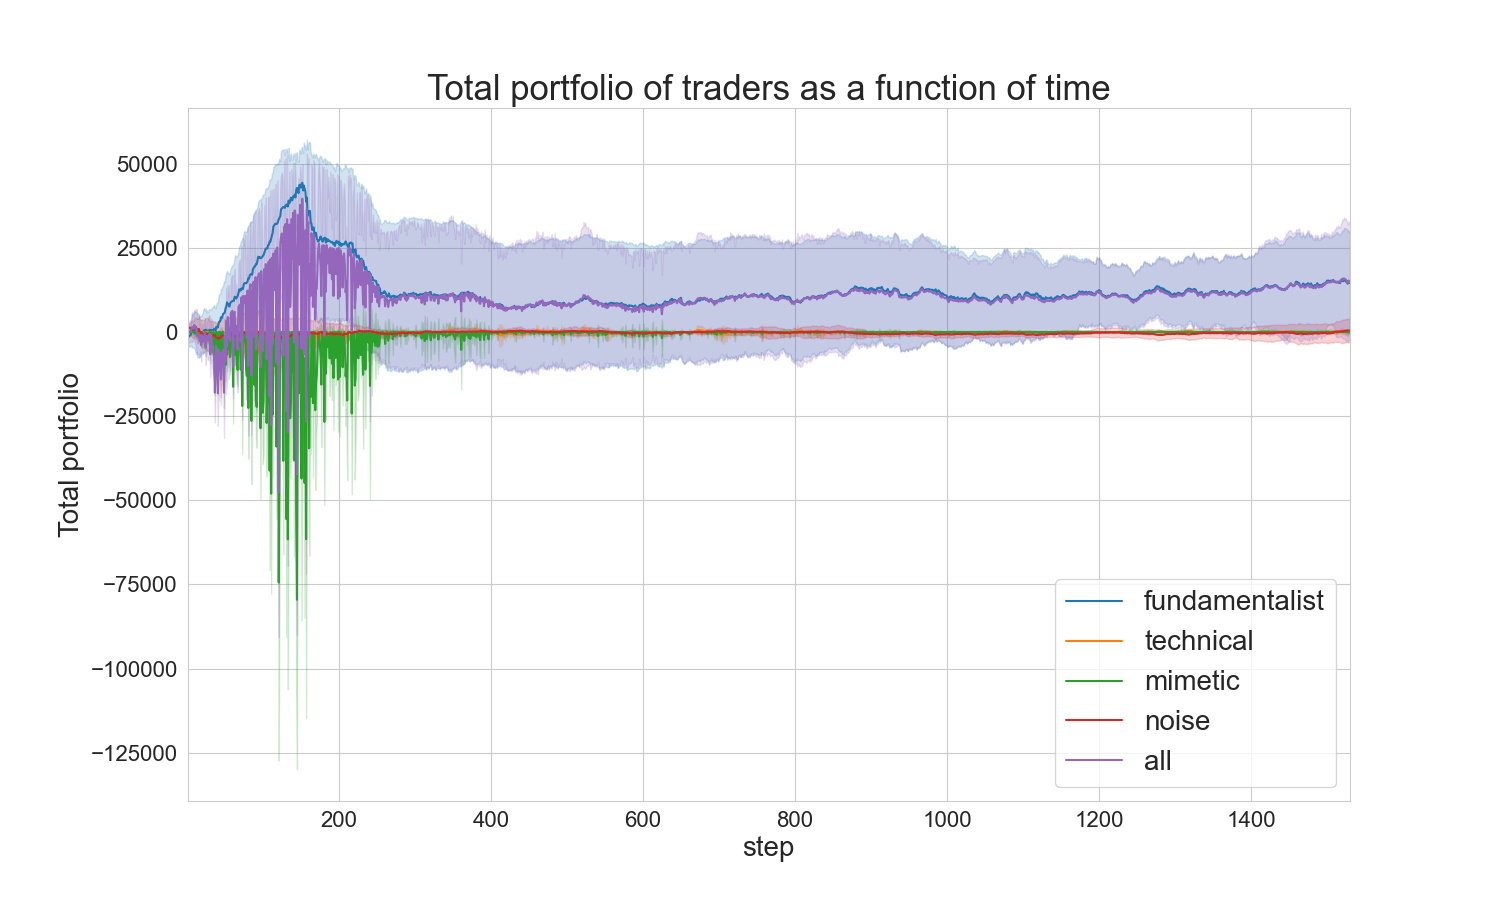 Total portfolio of traders as a function of time
Total portfolio
50000
25000
0
−25000
−50000
−75000
−100000
−125000
fundamentalist
technical
mimetic
noise
all
200
400
600
800
1000
1200
1400
step